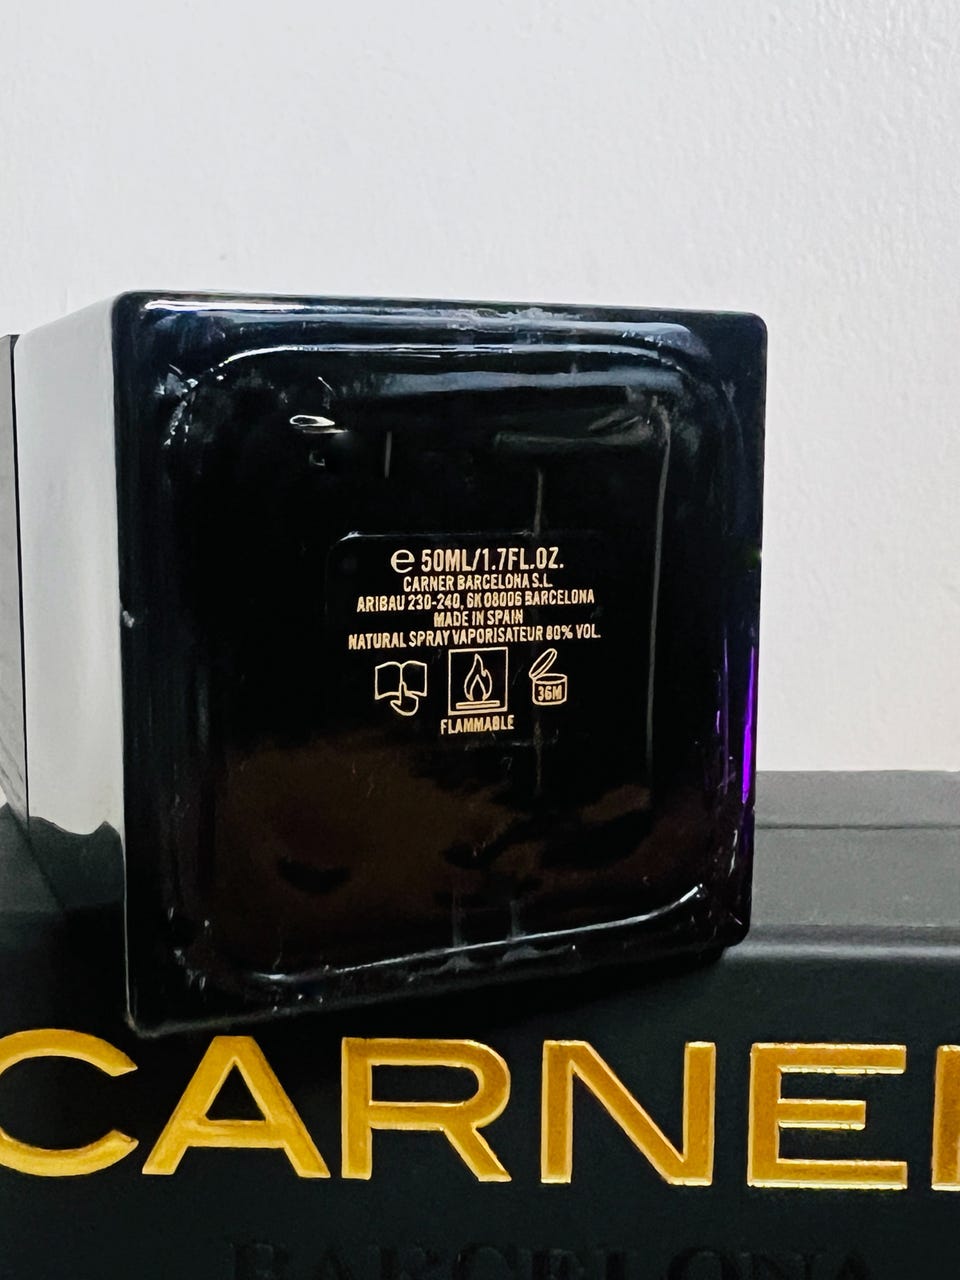 e 50ML/1.7FL.OZ.
CARNER BARCELONA S.L.
ARIBAU 230-240, 6K 08006 BARCELONA
MADE IN SPAIN
NATURAL SPRAY VAPORISATEUR 80% VOL.
36M
FLAMMABLE
CARNER
BARCELONA